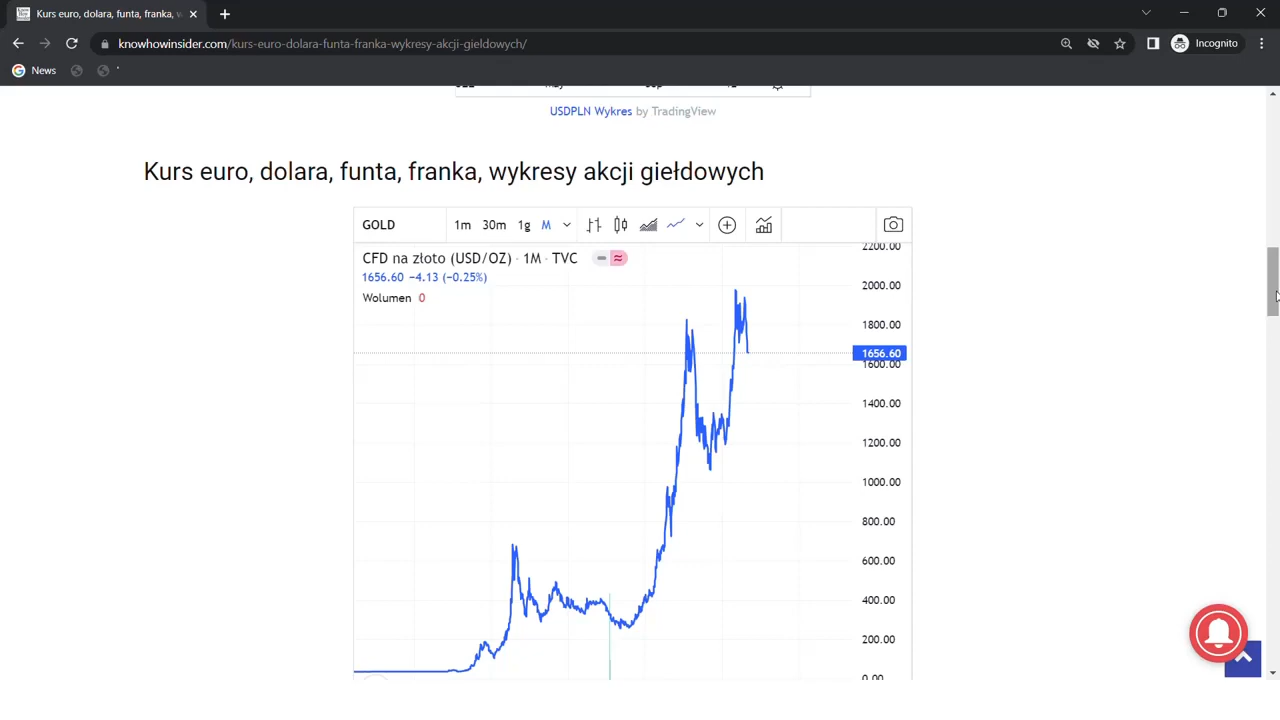 Kurs euro, dolara, funta, franka, w
knowhowinsider.com/kurs-euro-dolara-funta-franka-wykresy-akcji-gieldowych/
Incognito
News
USDPLN Wykres by TradingView
Kurs euro, dolara, funta, franka, wykresy akcji giełdowych
GOLD
1m 30m 1g M
CFD na złoto (USD/OZ) · 1M · TVC
1656.60 −4.13 (−0.25%)
Wolumen 0
2200.00
2000.00
1800.00
1656.60
1600.00
1400.00
1200.00
1000.00
800.00
600.00
400.00
200.00
0.00